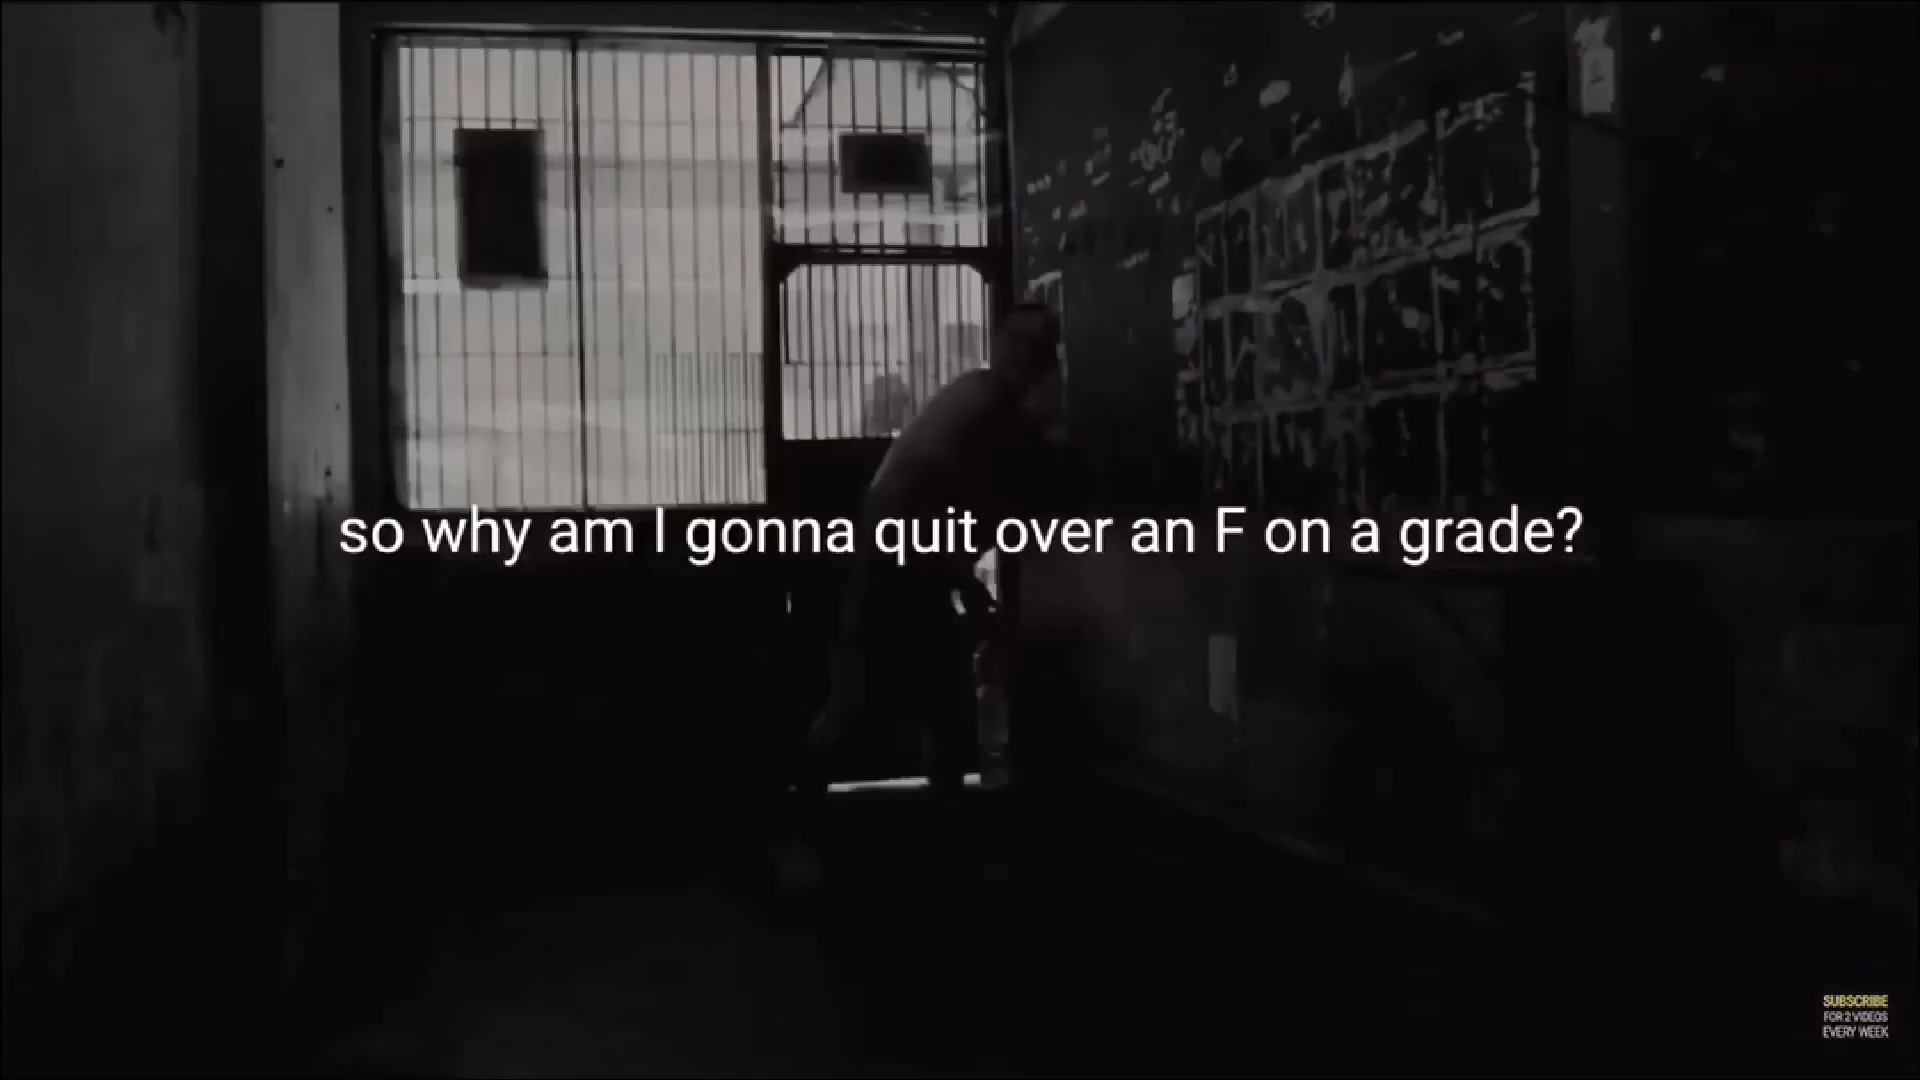 so why am I gonna quit over an F on a grade?
SUBSCRIBE
FOR 2 VIDEOS
EVERY WEEK